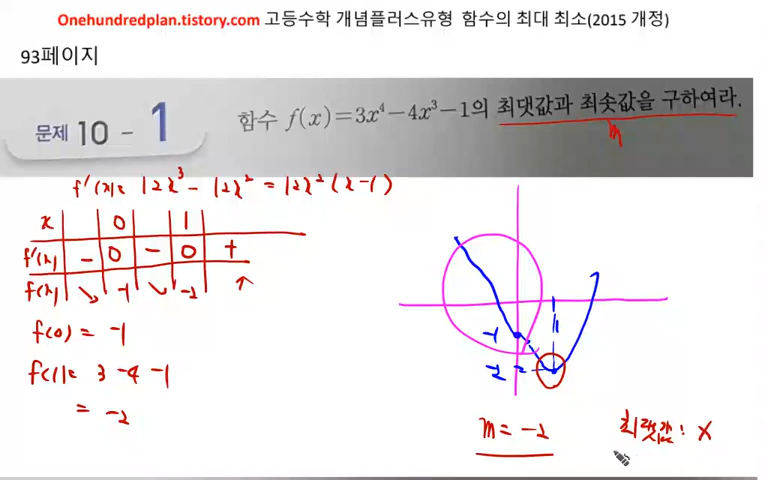 Onehundredplan.tistory.com 고등수학 개념플러스유형 함수의 최대 최소(2015 개정)
93페이지
문제 10-1
함수 f(x)=3x⁴-4x³-1의 최댓값과 최솟값을 구하여라.
m
f'(x)= 12x³ - 12x² = 12x²(x-1)
x 0 1
f'(x) - 0 - 0 +
f(x) ↘ -1 ↘ -2 ↗
f(0) = -1
f(1)= 3-4-1
= -2
-1
1
-2
m = -2
최댓값: X